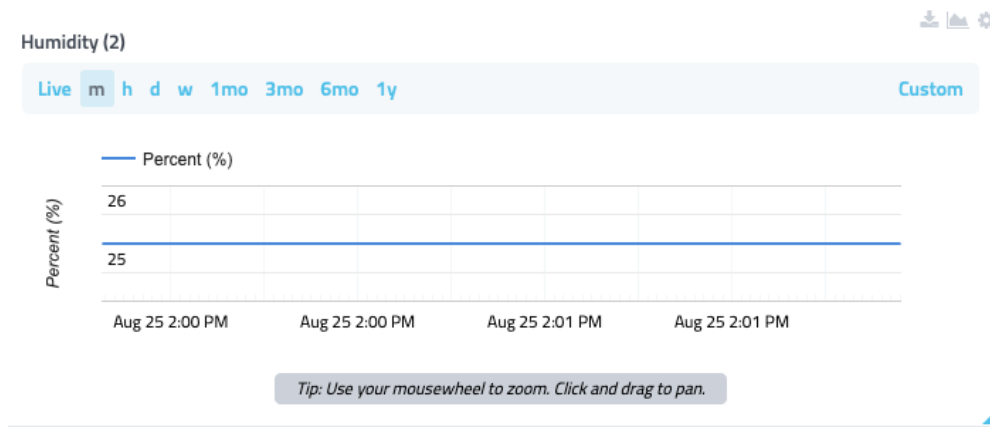 Humidity (2)
Live m h d w 1mo 3mo 6mo 1y Custom
Percent (%)
Percent (%)
26
25
Aug 25 2:00 PM Aug 25 2:00 PM Aug 25 2:01 PM Aug 25 2:01 PM
Tip: Use your mousewheel to zoom. Click and drag to pan.